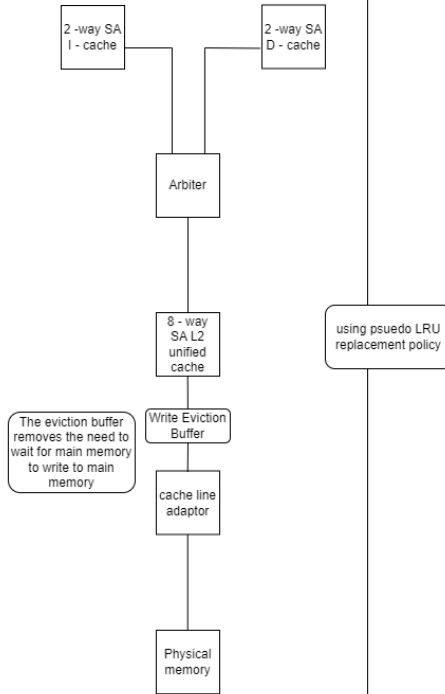 2 -way SA
I - cache
2 -way SA
D - cache
Arbiter
8 - way
SA L2
unified
cache
using psuedo LRU
replacement policy
Write Eviction
Buffer
The eviction buffer
removes the need to
wait for main memory
to write to main
memory
cache line
adaptor
Physical
memory